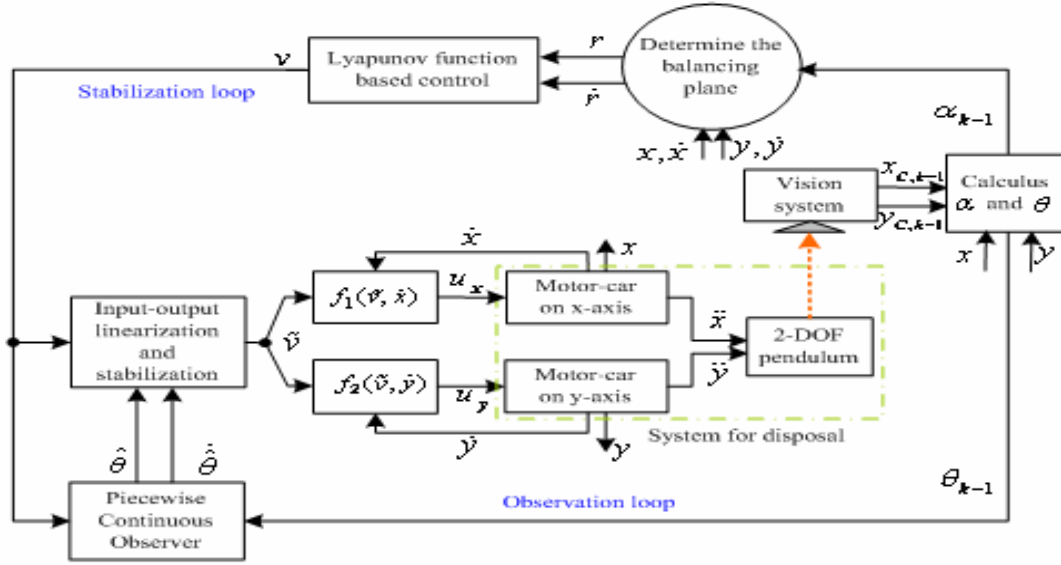 v
Lyapunov function
based control
r
ṙ
Determine the
balancing
plane
Stabilization loop
x, ẋ
y, ẏ
α_{k-1}
Vision
system
x_{C,k-1}
y_{C,k-1}
Calculus
α and θ
x
y
ẋ
x
Input-output
linearization
and
stabilization
ṽ
f₁(ṽ, ẋ)
u_x
Motor-car
on x-axis
ẍ
2-DOF
pendulum
f₂(ṽ, ẏ)
u_y
Motor-car
on y-axis
ÿ
ẏ
y
System for disposal
θ̂
θ̂̇
θ_{k-1}
Piecewise
Continuous
Observer
Observation loop